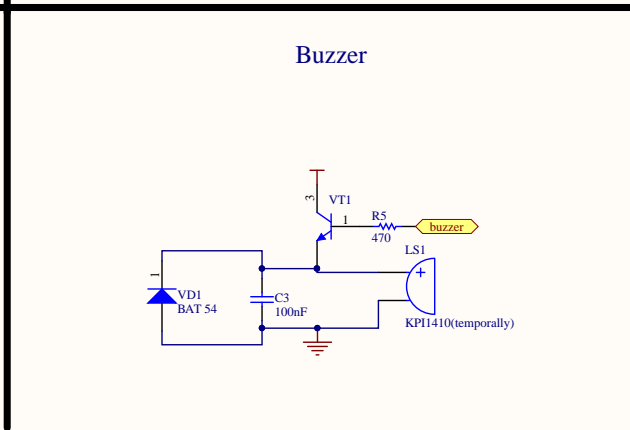 Buzzer
3
VT1
1
R5
470
buzzer
LS1
1
VD1
BAT 54
C3
100nF
+
KPI1410(temporally)